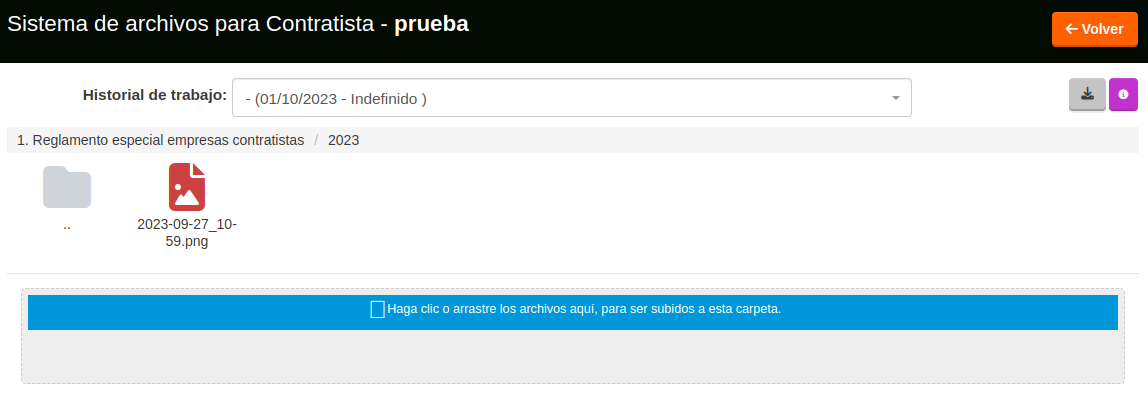 Sistema de archivos para Contratista - prueba
Volver
Historial de trabajo:
- (01/10/2023 - Indefinido )
1. Reglamento especial empresas contratistas / 2023
..
2023-09-27_10-
59.png
Haga clic o arrastre los archivos aquí, para ser subidos a esta carpeta.